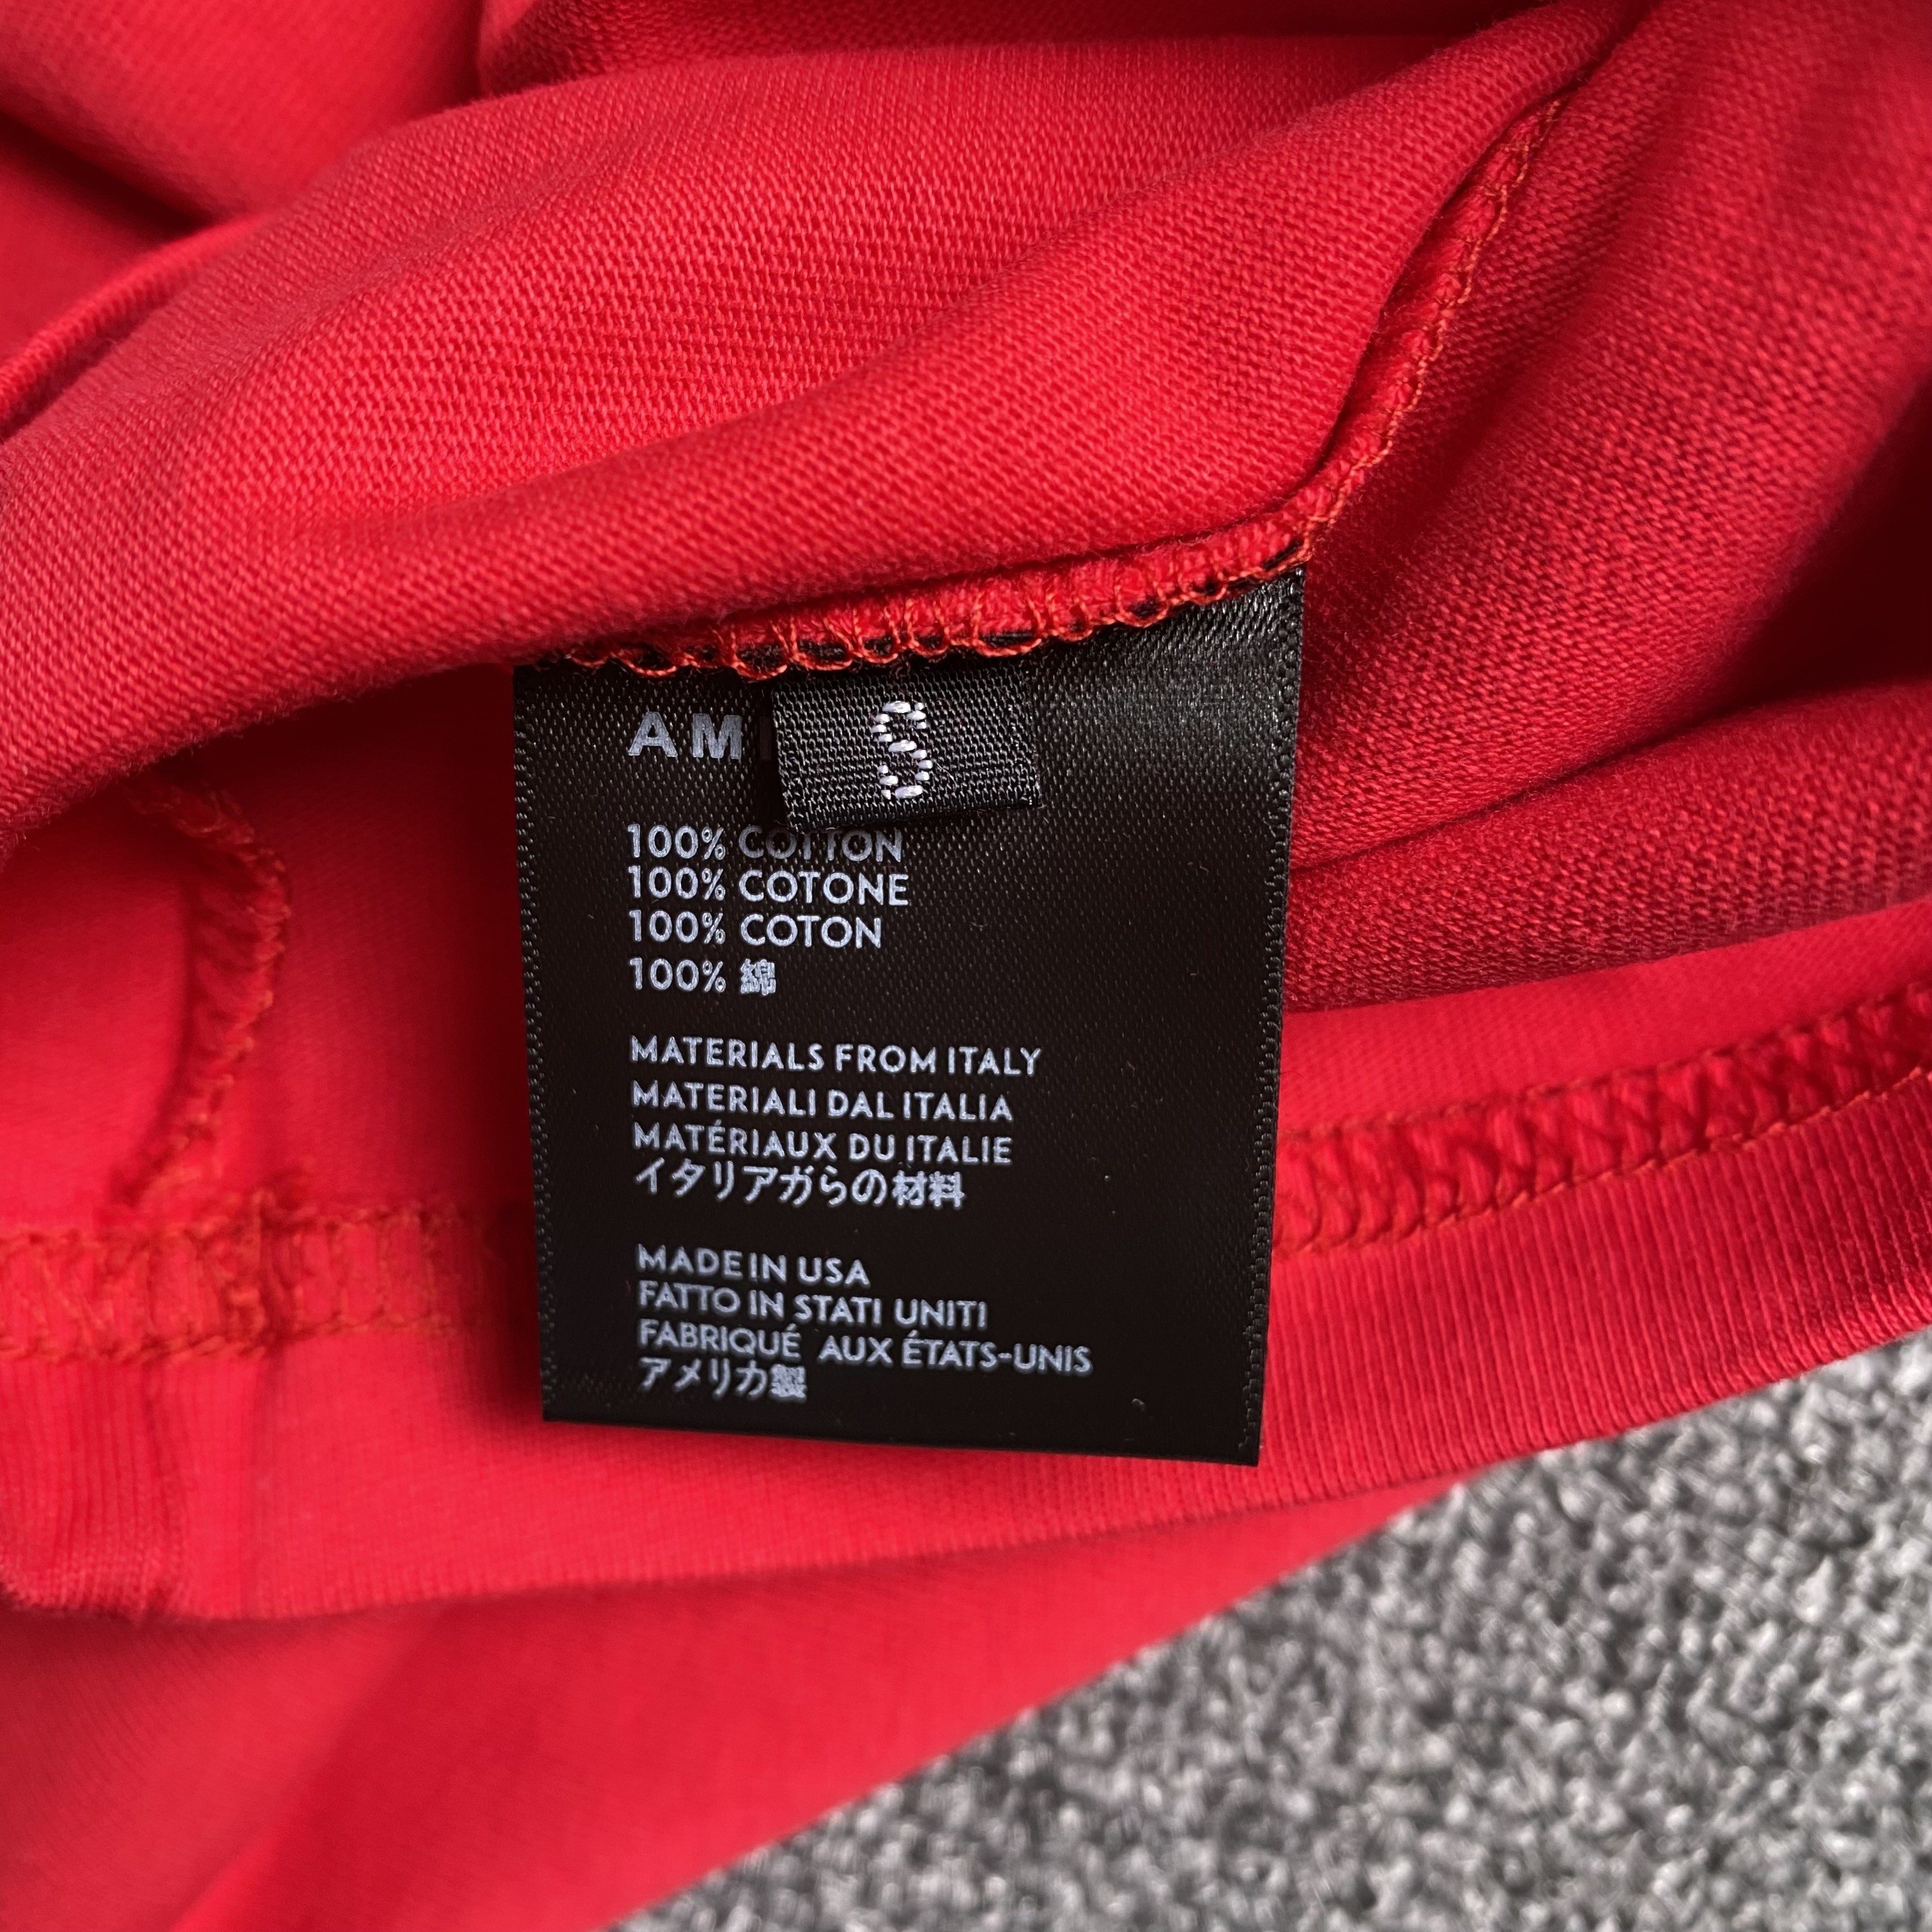 AM
S
100% COTTON
100% COTONE
100% COTON
100% 綿
MATERIALS FROM ITALY
MATERIALI DAL ITALIA
MATÉRIAUX DU ITALIE
イタリアガらの材料
MADE IN USA
FATTO IN STATI UNITI
FABRIQUÉ AUX ÉTATS-UNIS
アメリカ製